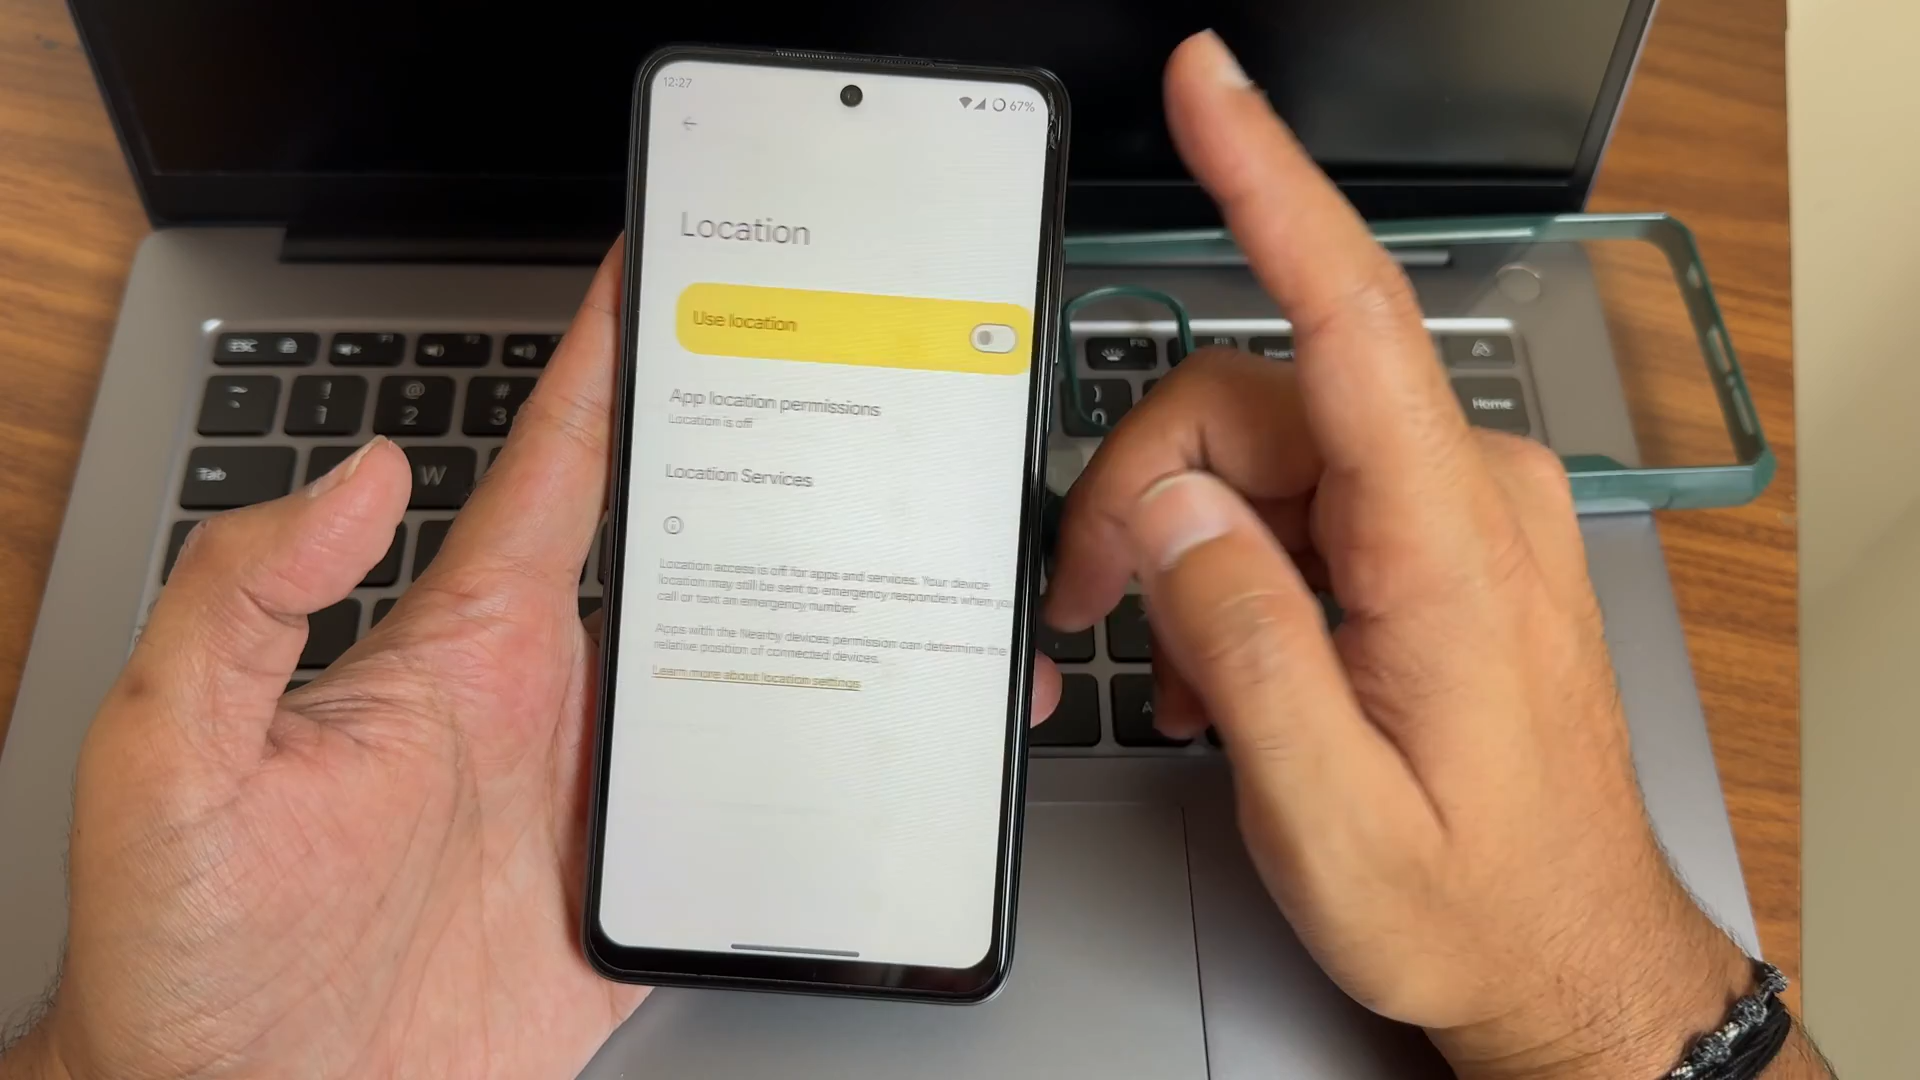 12:27
67%
Location
Use location
App location permissions
Location is off
Location Services
Location access is off for apps and services. Your device
location may still be sent to emergency responders when you
call or text an emergency number.
Apps with the Nearby devices permission can determine the
relative position of connected devices.
Learn more about location settings
ESC
F1
F2
F10
Home
!
1
@
2
#
3
)
0
Tab
W
A